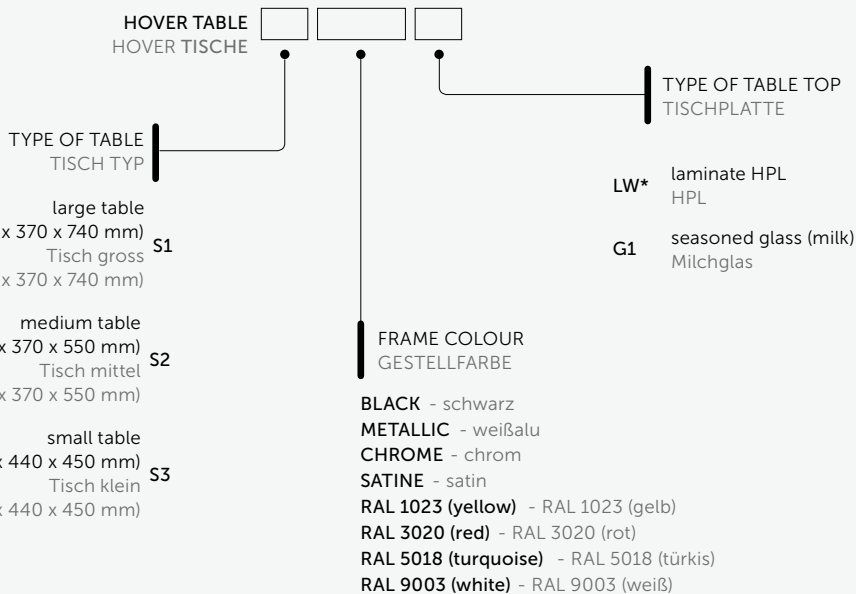 HOVER TABLE
HOVER TISCHE
TYPE OF TABLE
TISCH TYP
large table
x 370 x 740 mm)
S1
Tisch gross
x 370 x 740 mm)
medium table
x 370 x 550 mm)
S2
Tisch mittel
x 370 x 550 mm)
small table
x 440 x 450 mm)
S3
Tisch klein
x 440 x 450 mm)
FRAME COLOUR
GESTELLFARBE
BLACK - schwarz
METALLIC - weißalu
CHROME - chrom
SATINE - satin
RAL 1023 (yellow) - RAL 1023 (gelb)
RAL 3020 (red) - RAL 3020 (rot)
RAL 5018 (turquoise) - RAL 5018 (türkis)
RAL 9003 (white) - RAL 9003 (weiß)
TYPE OF TABLE TOP
TISCHPLATTE
LW* laminate HPL
HPL
G1 seasoned glass (milk)
Milchglas